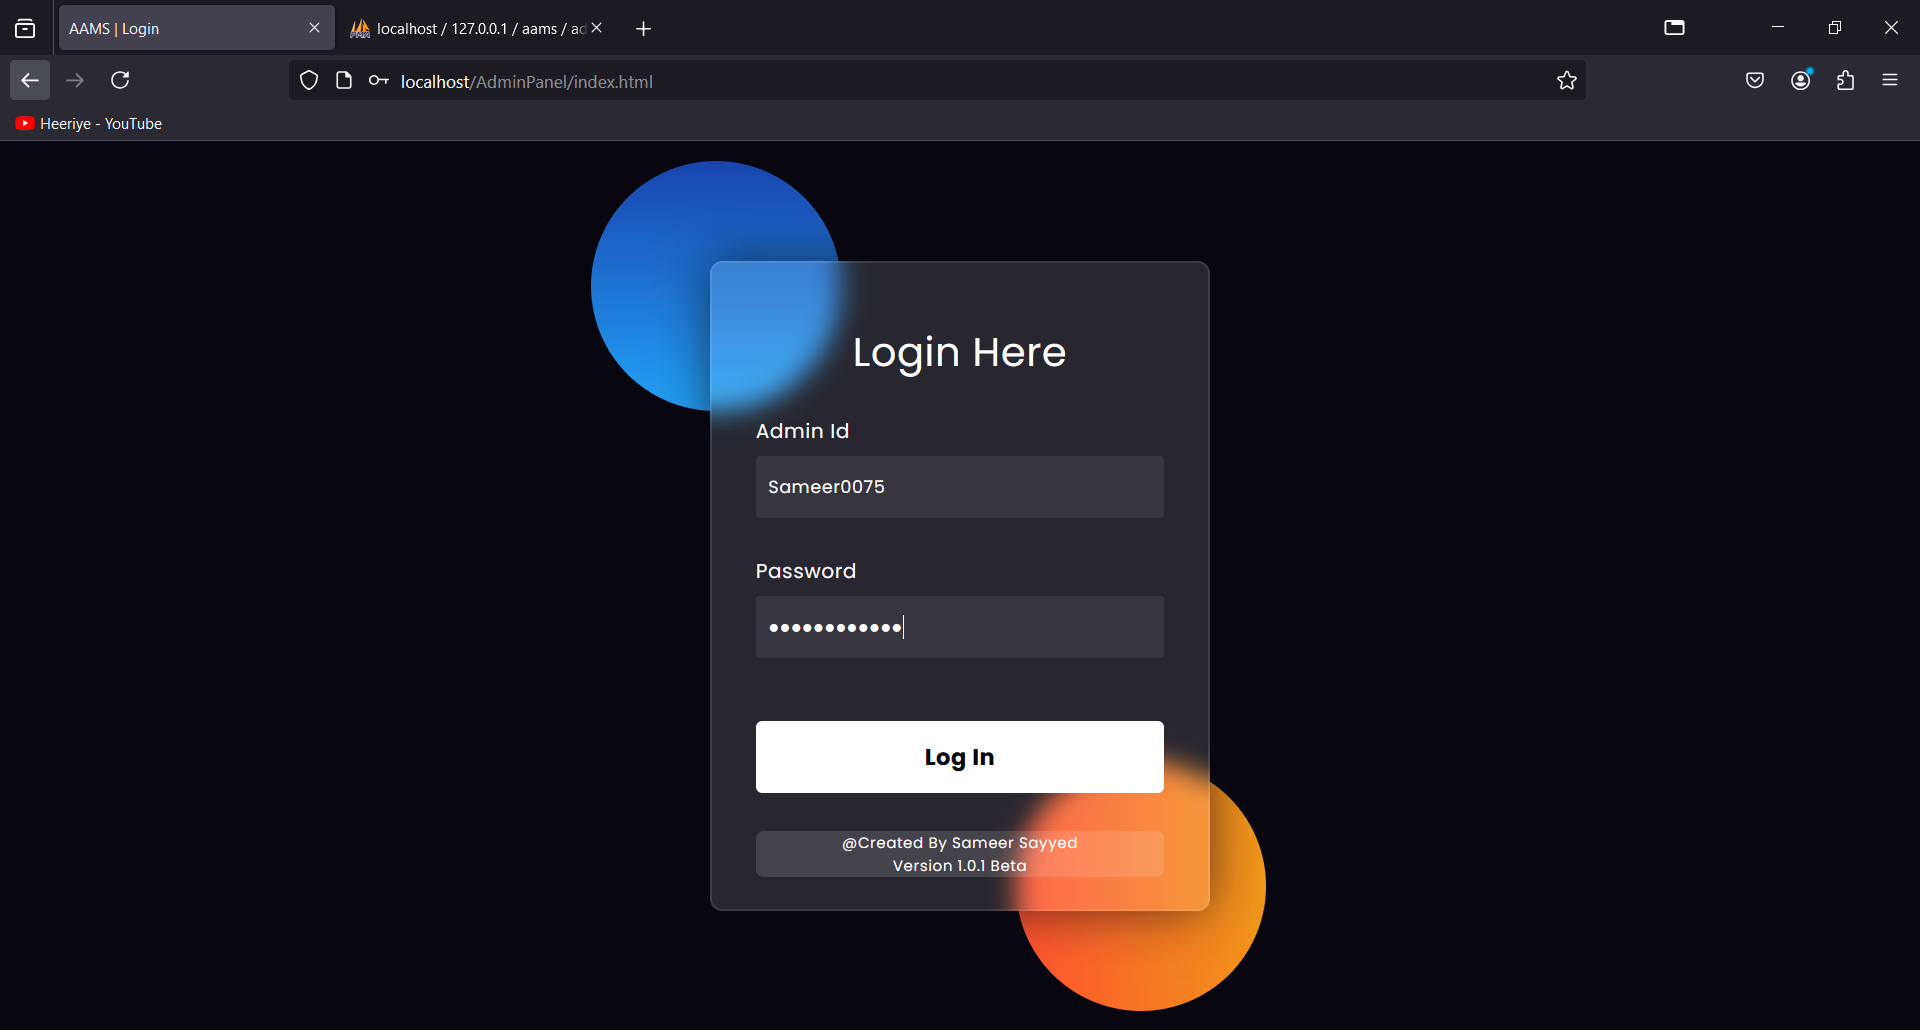 AAMS | Login
localhost / 127.0.0.1 / aams / ad
localhost/AdminPanel/index.html
Heeriye - YouTube
Login Here
Admin Id
Sameer0075
Password
••••••••••••
Log In
@Created By Sameer Sayyed
Version 1.0.1 Beta